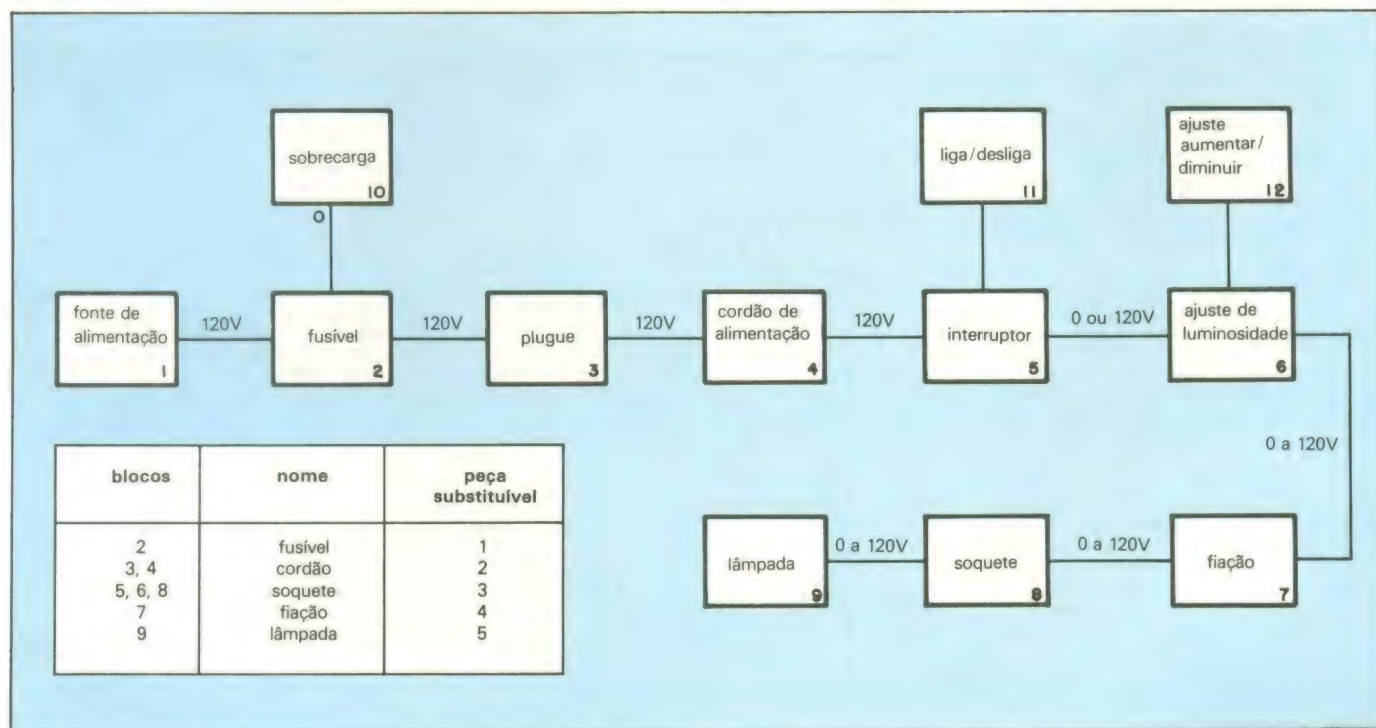 sobrecarga
10
0
liga/desliga
11
ajuste
aumentar/
diminuir
12
fonte de
alimentação
1
120V
fusível
2
120V
plugue
3
120V
cordão de
alimentação
4
120V
interruptor
5
0 ou 120V
ajuste de
luminosidade
6
0 a 120V
lâmpada
9
0 a 120V
soquete
8
0 a 120V
fiação
7
blocos nome peça
substituível
2 fusível 1
3, 4 cordão 2
5, 6, 8 soquete 3
7 fiação 4
9 lâmpada 5